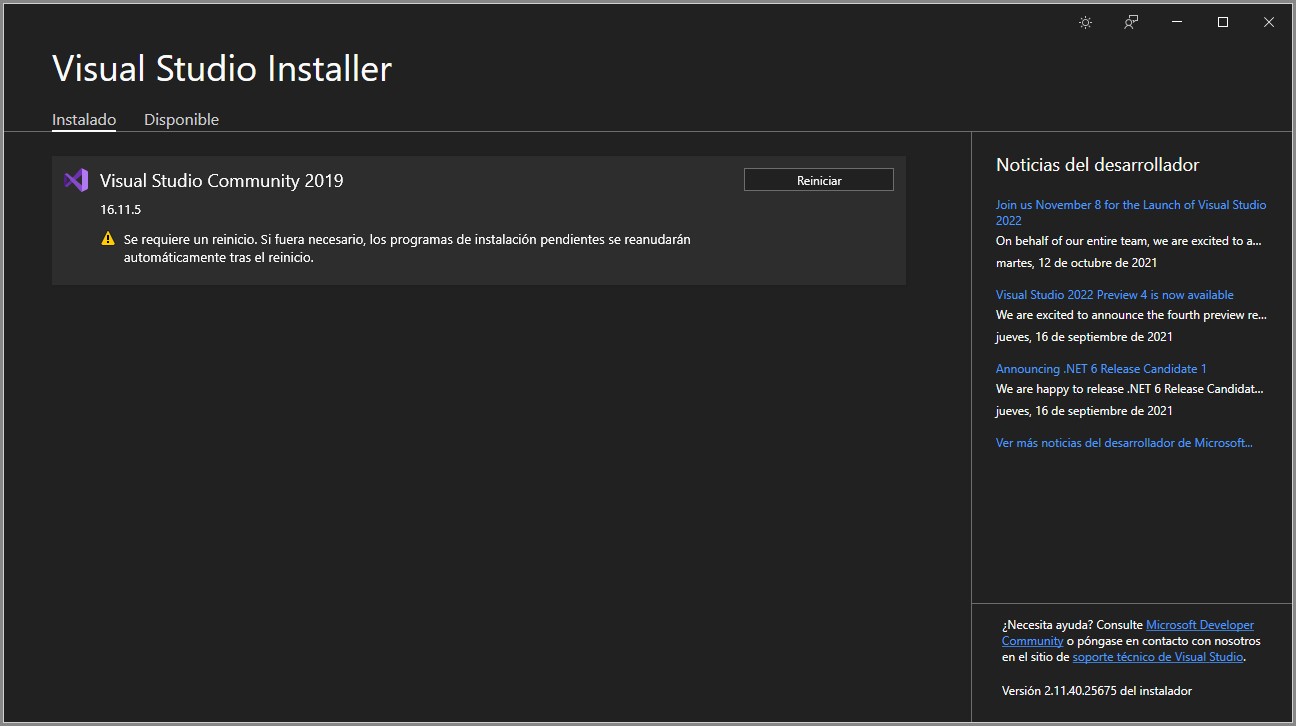 Visual Studio Installer
Instalado
Disponible
Visual Studio Community 2019
Reiniciar
16.11.5
Se requiere un reinicio. Si fuera necesario, los programas de instalación pendientes se reanudarán
automáticamente tras el reinicio.
Noticias del desarrollador
Join us November 8 for the Launch of Visual Studio
2022
On behalf of our entire team, we are excited to a...
martes, 12 de octubre de 2021
Visual Studio 2022 Preview 4 is now available
We are excited to announce the fourth preview re...
jueves, 16 de septiembre de 2021
Announcing .NET 6 Release Candidate 1
We are happy to release .NET 6 Release Candidat...
jueves, 16 de septiembre de 2021
Ver más noticias del desarrollador de Microsoft...
¿Necesita ayuda? Consulte Microsoft Developer
Community o póngase en contacto con nosotros
en el sitio de soporte técnico de Visual Studio.
Versión 2.11.40.25675 del instalador